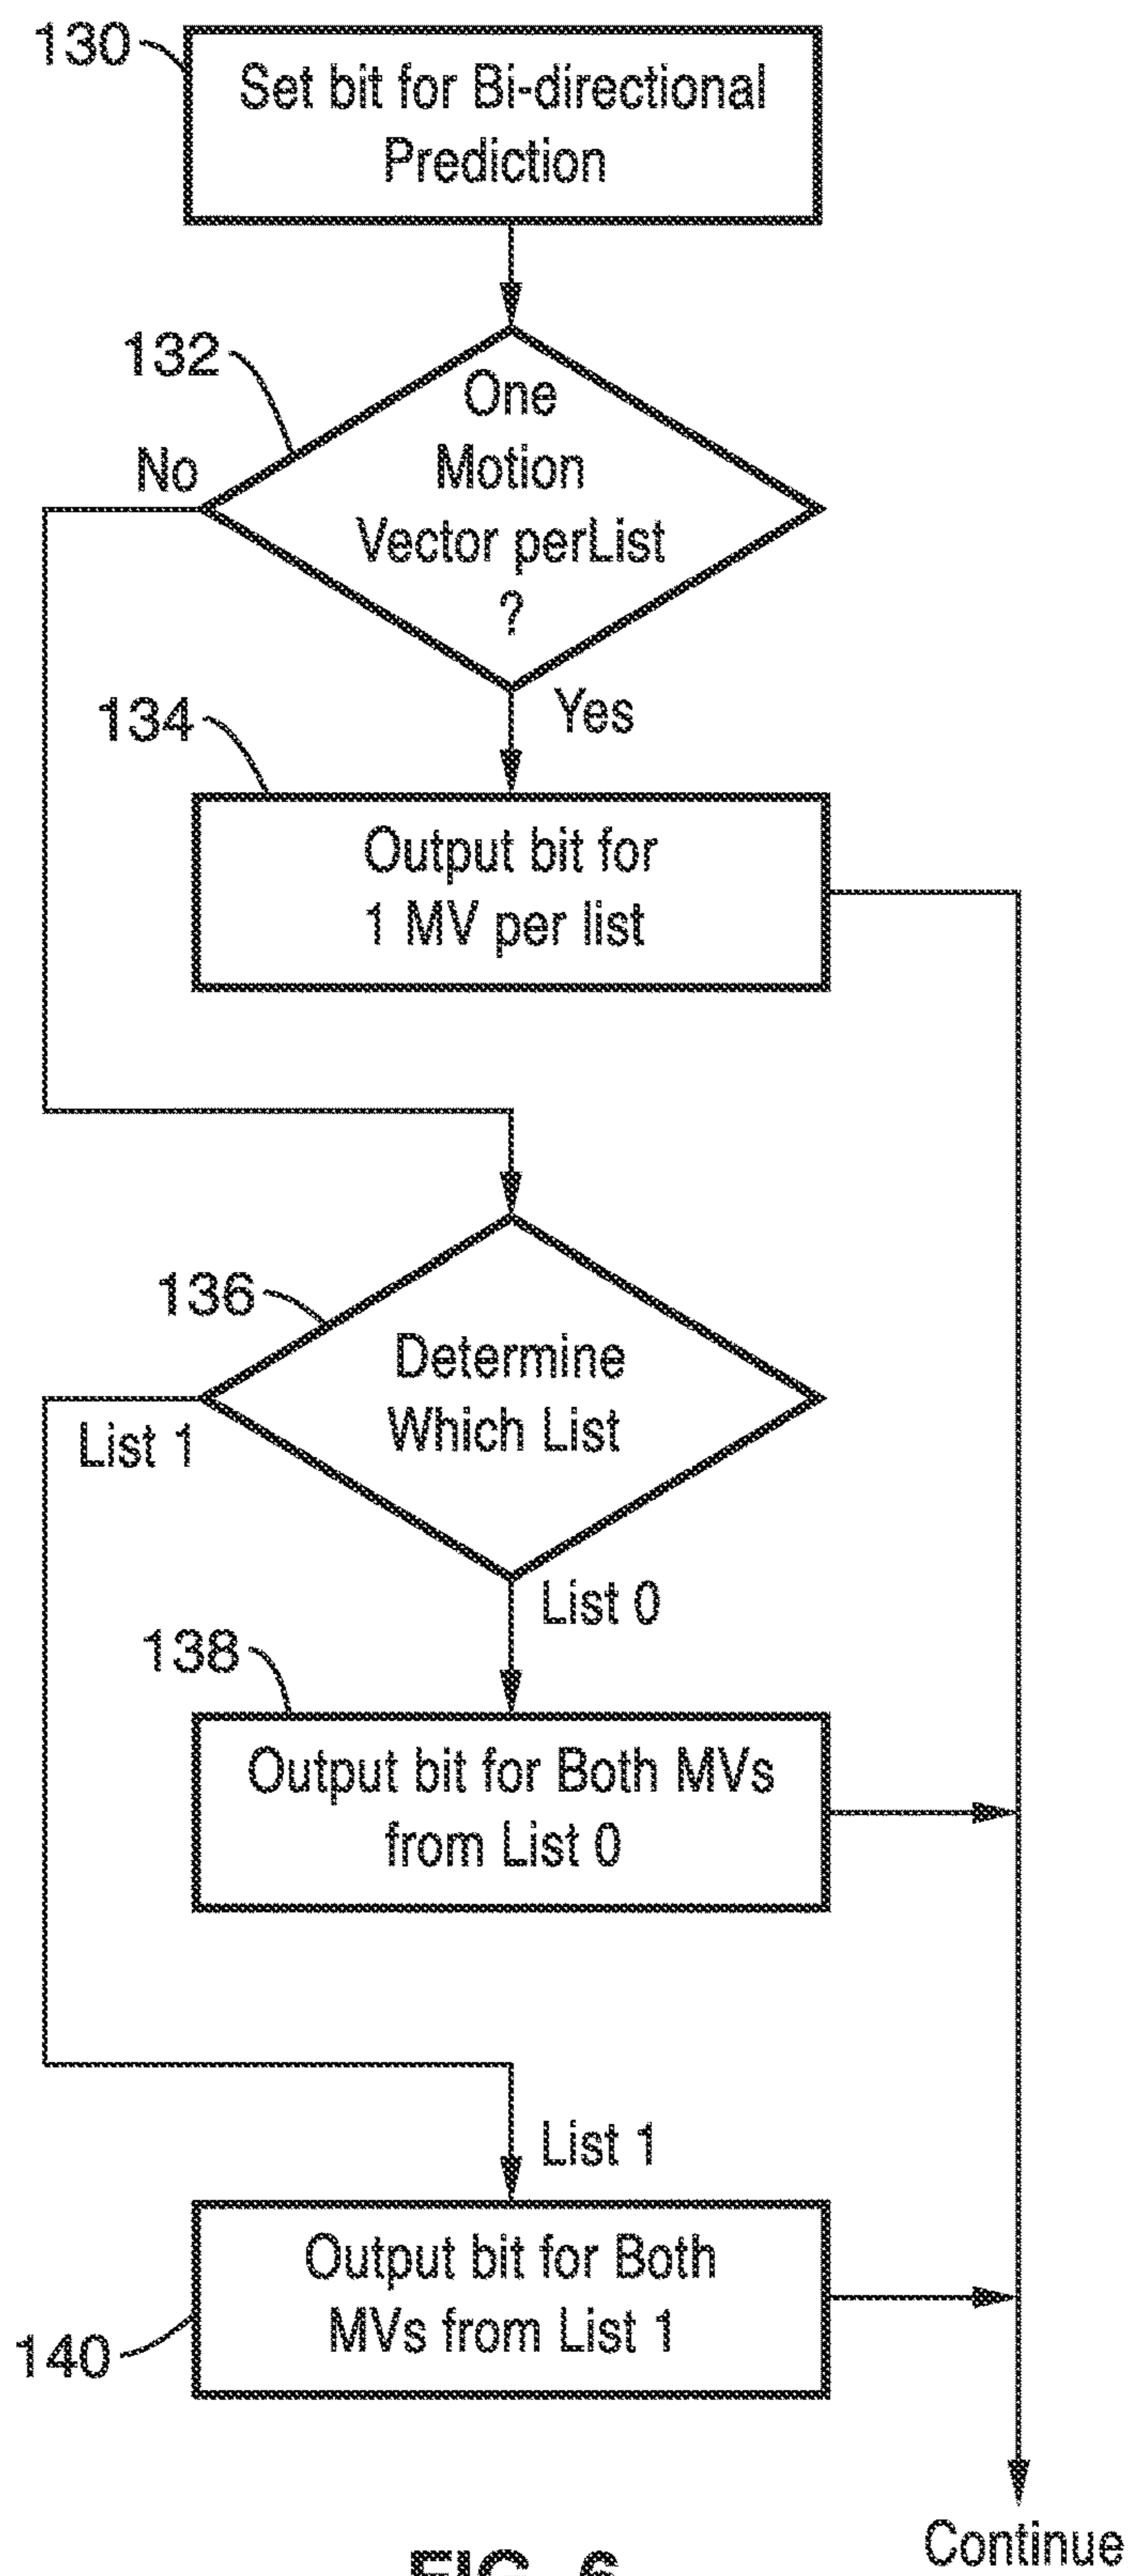 130
Set bit for Bi-directional
Prediction
132
One
Motion
Vector perList
?
No
Yes
134
Output bit for
1 MV per list
136
Determine
Which List
List 1
List 0
138
Output bit for Both MVs
from List 0
List 1
Output bit for Both
MVs from List 1
140
Continue
FIG. 6